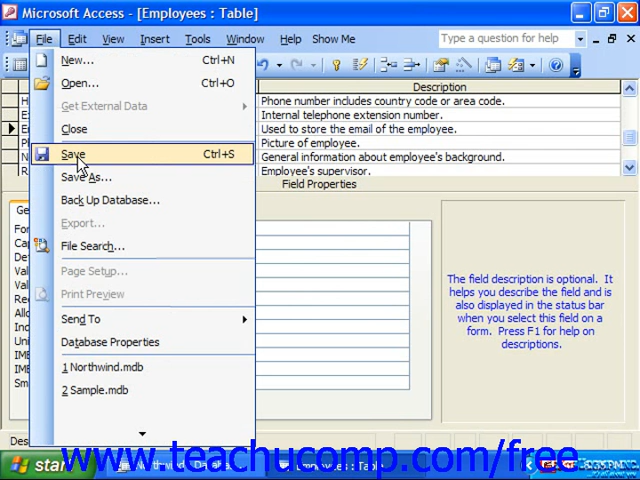 Microsoft Access - [Employees : Table]
File Edit View Insert Tools Window Help Show Me Type a question for help
New... Ctrl+N
Open... Ctrl+O
Get External Data
Close
Save Ctrl+S
Save As...
Back Up Database...
Export...
File Search...
Page Setup...
Print Preview
Send To
Database Properties
1 Northwind.mdb
2 Sample.mdb
Description
Phone number includes country code or area code.
Internal telephone extension number.
Used to store the email of the employee.
Picture of employee.
General information about employee's background.
Employee's supervisor.
Field Properties
The field description is optional. It
helps you describe the field and is
also displayed in the status bar
when you select this field on a
form. Press F1 for help on
descriptions.
www.teachucomp.com/free
start
Employees : Table